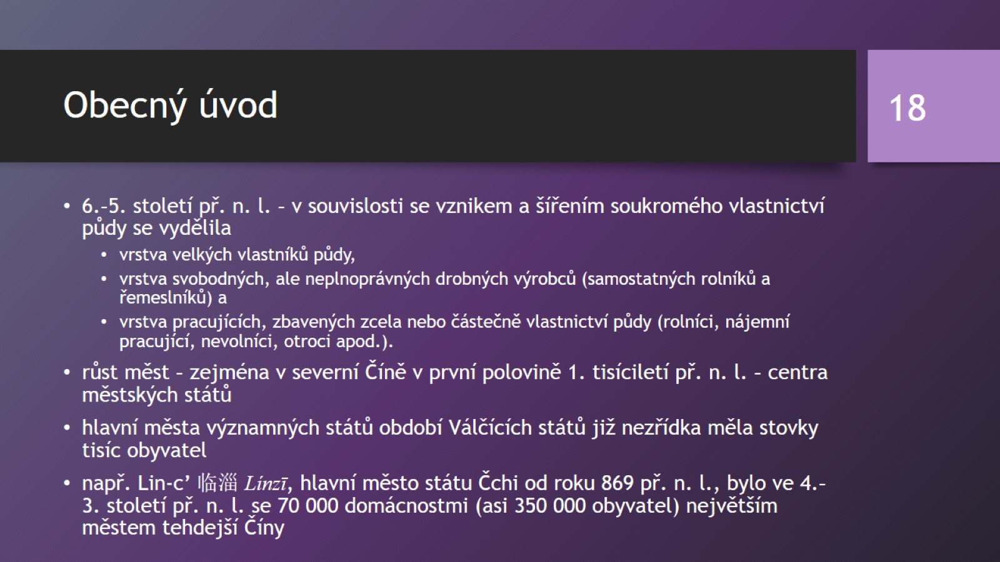 Obecný úvod
18
• 6.–5. století př. n. l. – v souvislosti se vznikem a šířením soukromého vlastnictví
půdy se vydělila
• vrstva velkých vlastníků půdy,
• vrstva svobodných, ale neplnoprávných drobných výrobců (samostatných rolníků a
řemeslníků) a
• vrstva pracujících, zbavených zcela nebo částečně vlastnictví půdy (rolníci, nájemní
pracující, nevolníci, otroci apod.).
• růst měst – zejména v severní Číně v první polovině 1. tisíciletí př. n. l. – centra
městských států
• hlavní města významných států období Válčících států již nezřídka měla stovky
tisíc obyvatel
• např. Lin-c’ 临淄 Línzī, hlavní město státu Čchi od roku 869 př. n. l., bylo ve 4.–
3. století př. n. l. se 70 000 domácnostmi (asi 350 000 obyvatel) největším
městem tehdejší Číny